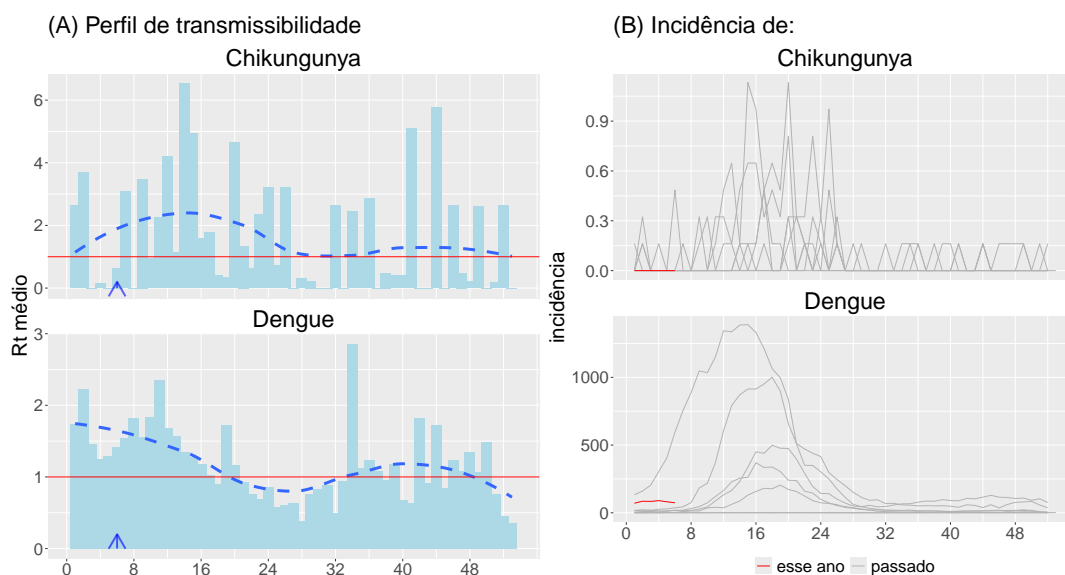 (A) Perfil de transmissibilidade
Chikungunya
6
4
2
0
Dengue
3
2
1
0
0 8 16 24 32 40 48
Rt médio
(B) Incidência de:
Chikungunya
0.9
0.6
0.3
0.0
Dengue
1000
500
250
0
0 8 16 24 32 40 48
incidência
esse ano passado